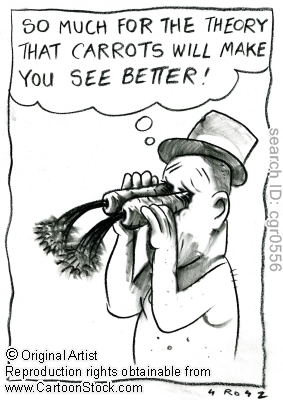 SO MUCH FOR THE THEORY
THAT CARROTS WILL MAKE
YOU SEE BETTER!
search ID: cgr0556
© Original Artist
Reproduction rights obtainable from
www.CartoonStock.com